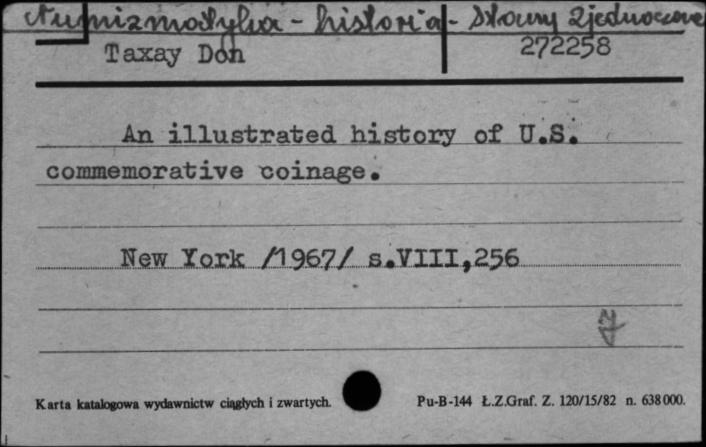 Numizmatyka - historia - Stany Zjednoczone
Taxay Don
272258
An illustrated history of U.S.
commemorative coinage.
New York /1967/ s.VIII,256
Karta katalogowa wydawnictw ciągłych i zwartych.
Pu-B-144 Ł.Z.Graf. Z. 120/15/82 n. 638000.